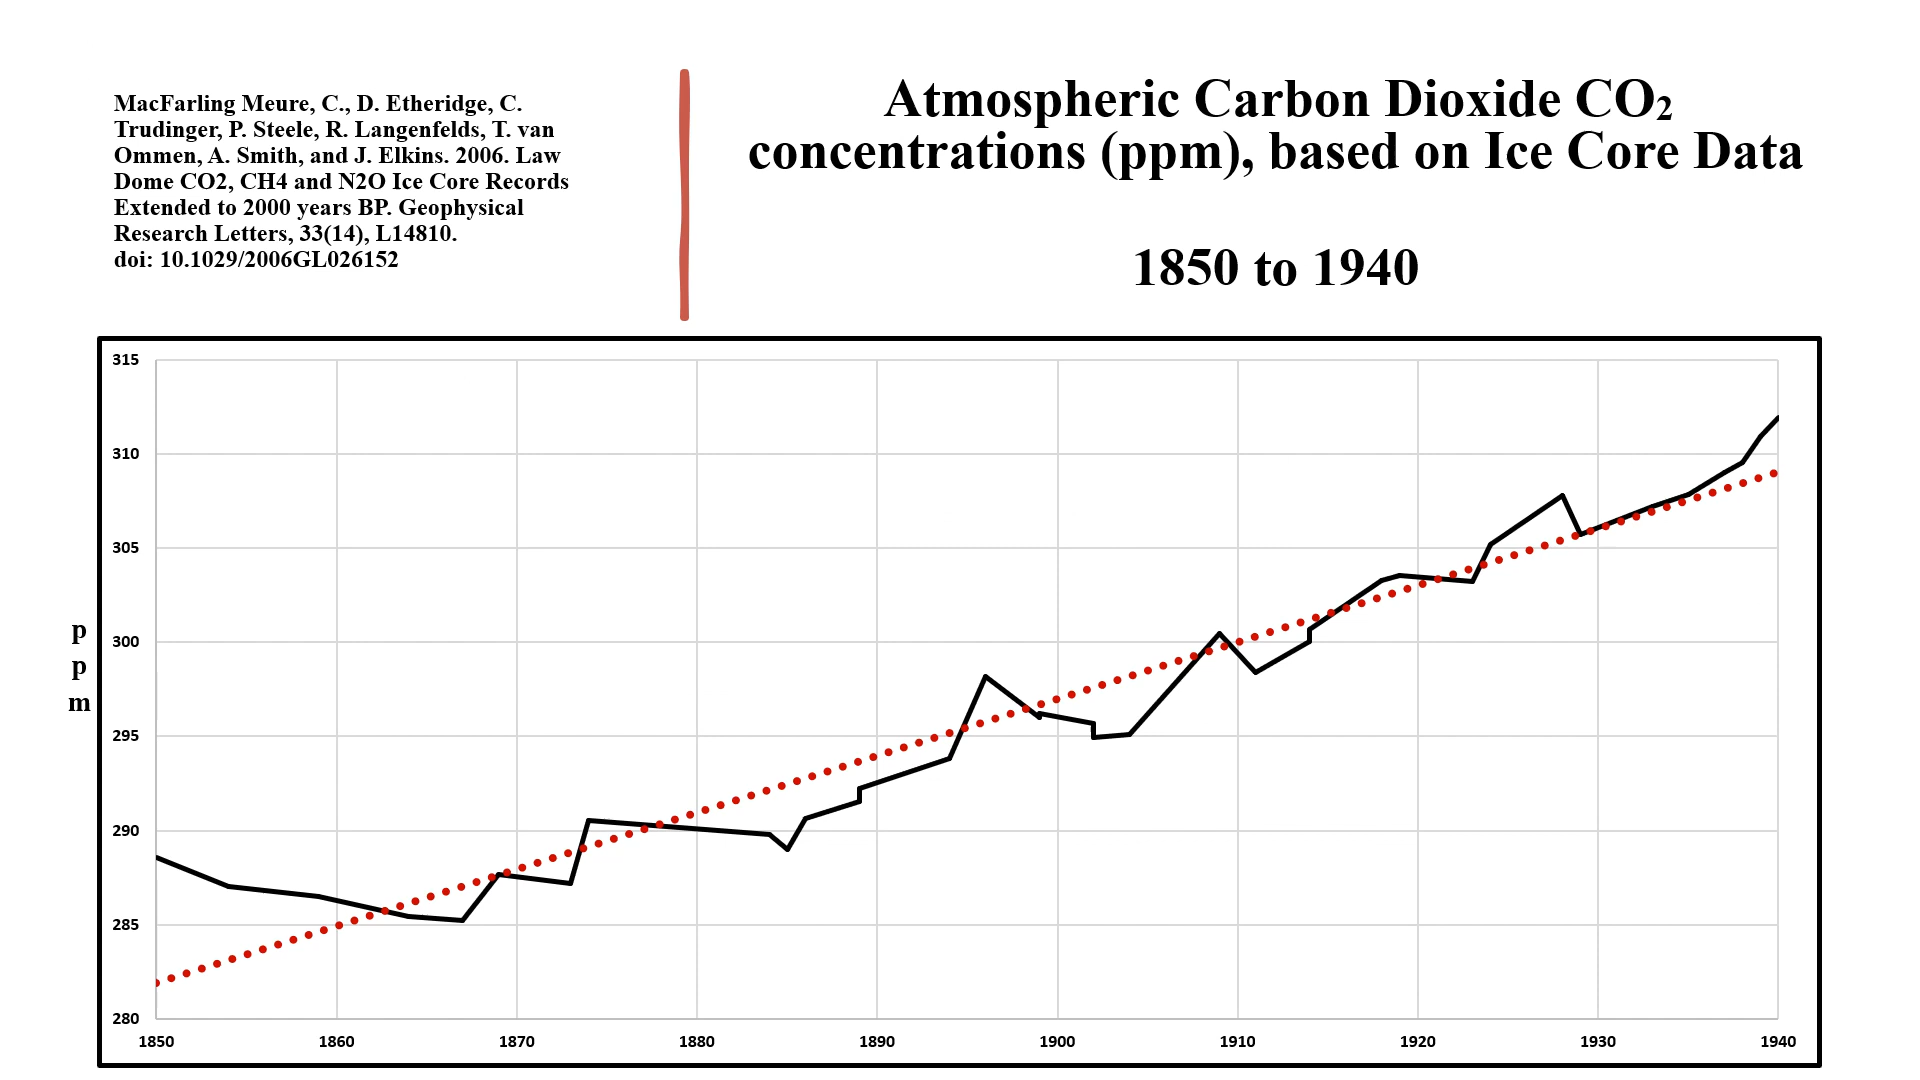 MacFarling Meure, C., D. Etheridge, C.
Trudinger, P. Steele, R. Langenfelds, T. van
Ommen, A. Smith, and J. Elkins. 2006. Law
Dome CO2, CH4 and N2O Ice Core Records
Extended to 2000 years BP. Geophysical
Research Letters, 33(14), L14810.
doi: 10.1029/2006GL026152
Atmospheric Carbon Dioxide CO₂
concentrations (ppm), based on Ice Core Data
1850 to 1940
315
310
305
300
295
290
285
280
p
p
m
1850 1860 1870 1880 1890 1900 1910 1920 1930 1940